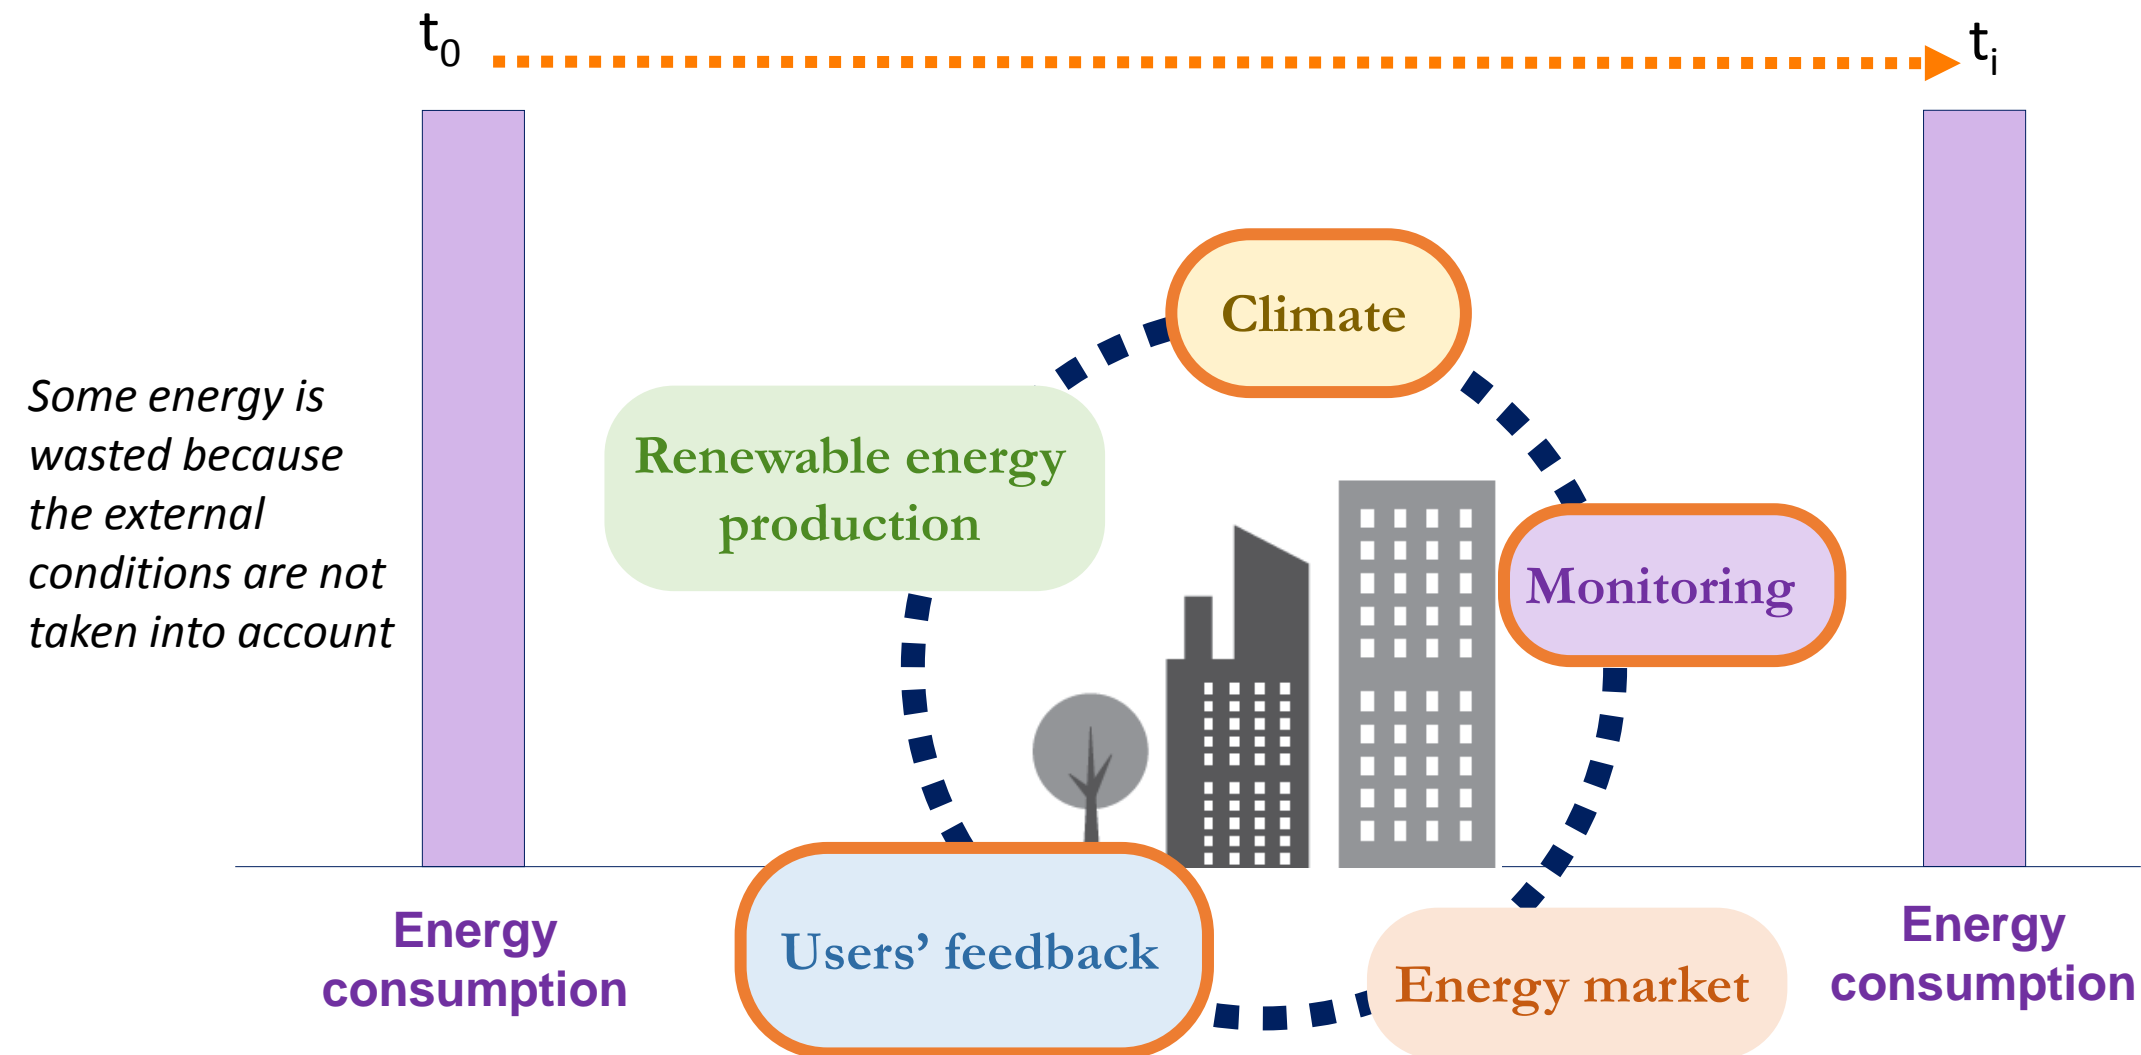 t₀
tᵢ
Climate
Some energy is
wasted because
the external
conditions are not
taken into account
Renewable energy
production
Monitoring
Energy
consumption
Users’ feedback
Energy market
Energy
consumption